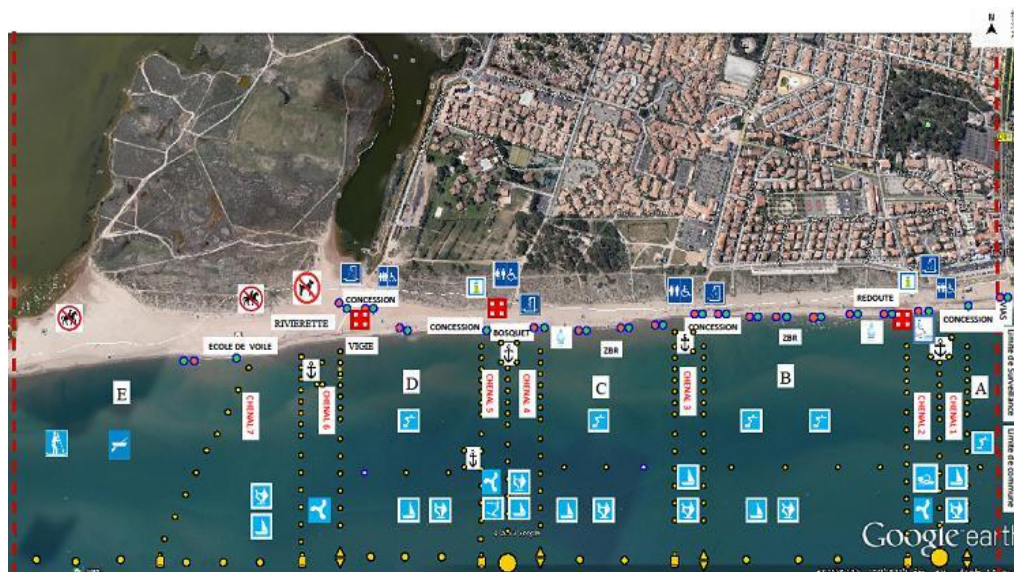 N
CONCESSION
RIVIERETTE
ECOLE DE VOILE
VIGIE
CONCESSION
BOSQUET
ZBR
CONCESSION
ZBR
REDOUTE
CONCESSION
VIAS
Limite de Surveillance
Limite de commune
E
D
C
B
A
CHENAL 7
CHENAL 6
CHENAL 5
CHENAL 4
CHENAL 3
CHENAL 2
CHENAL 1
Google earth